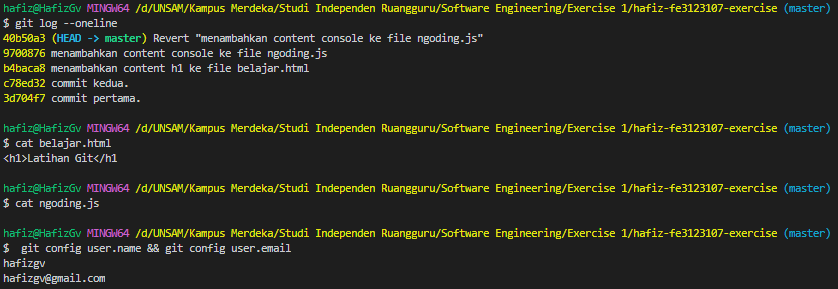 hafiz@HafizGv MINGW64 /d/UNSAM/Kampus Merdeka/Studi Independen Ruangguru/Software Engineering/Exercise 1/hafiz-fe3123107-exercise (master)
$ git log --oneline
40b50a3 (HEAD -> master) Revert "menambahkan content console ke file ngoding.js"
9700876 menambahkan content console ke file ngoding.js
b4baca8 menambahkan content h1 ke file belajar.html
c78ed32 commit kedua.
3d704f7 commit pertama.
hafiz@HafizGv MINGW64 /d/UNSAM/Kampus Merdeka/Studi Independen Ruangguru/Software Engineering/Exercise 1/hafiz-fe3123107-exercise (master)
$ cat belajar.html
<h1>Latihan Git</h1
hafiz@HafizGv MINGW64 /d/UNSAM/Kampus Merdeka/Studi Independen Ruangguru/Software Engineering/Exercise 1/hafiz-fe3123107-exercise (master)
$ cat ngoding.js
hafiz@HafizGv MINGW64 /d/UNSAM/Kampus Merdeka/Studi Independen Ruangguru/Software Engineering/Exercise 1/hafiz-fe3123107-exercise (master)
$  git config user.name && git config user.email
hafizgv
hafizgv@gmail.com